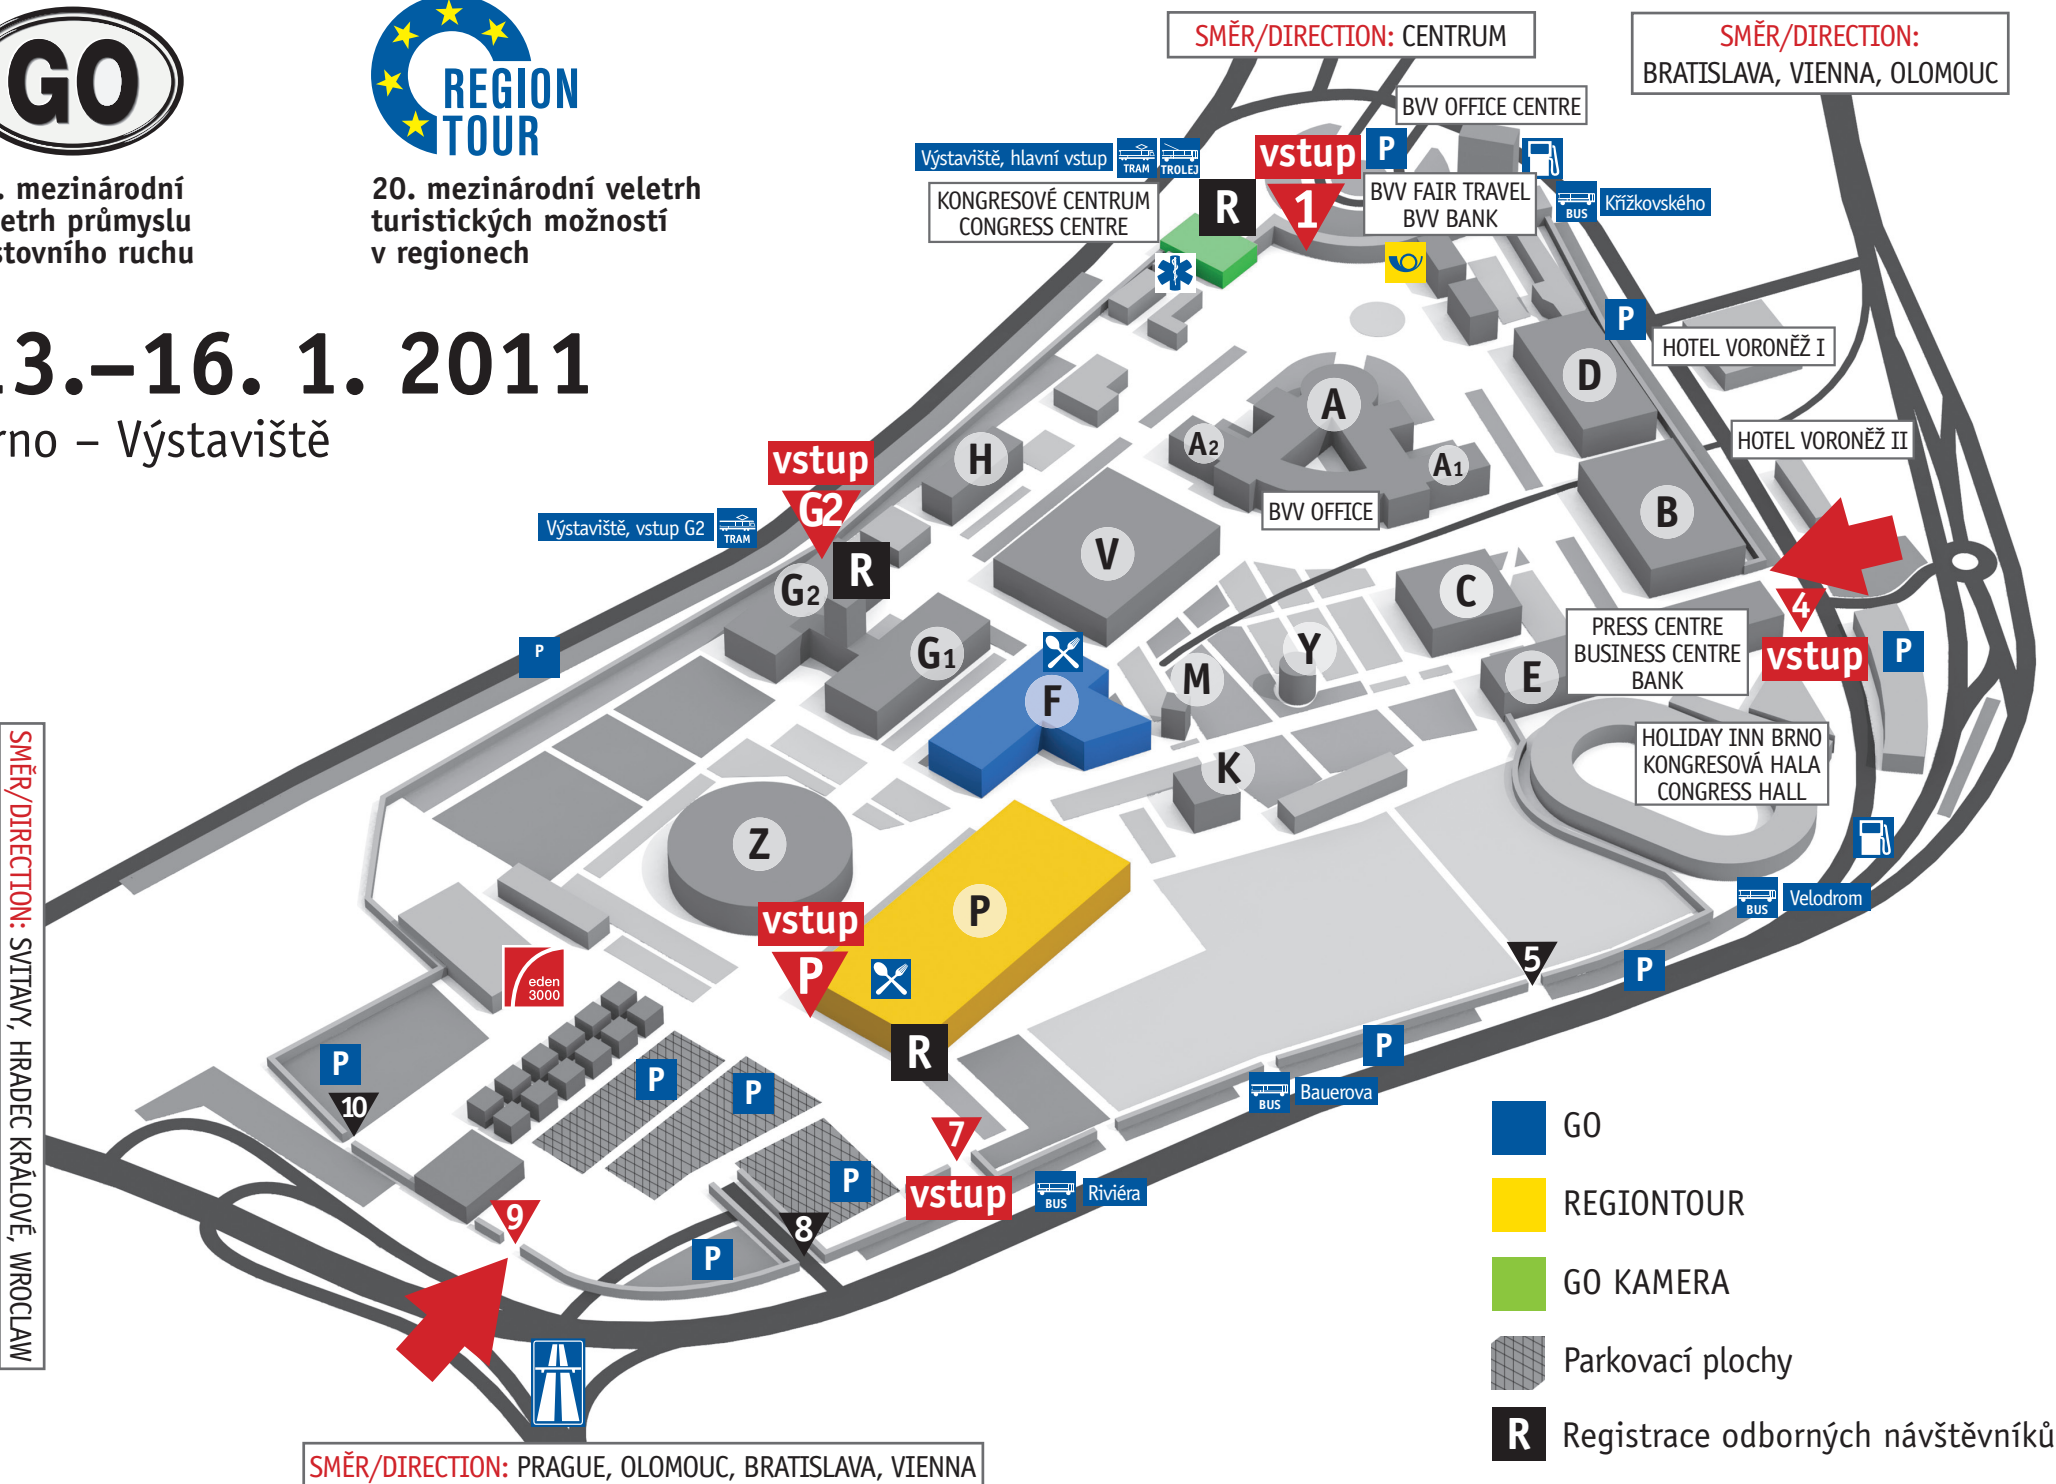 GO
. mezinárodní
etrh průmyslu
stovního ruchu
REGION
TOUR
20. mezinárodní veletrh
turistických možností
v regionech
13.–16. 1. 2011
rno – Výstaviště
SMĚR/DIRECTION: CENTRUM
SMĚR/DIRECTION:
BRATISLAVA, VIENNA, OLOMOUC
BVV OFFICE CENTRE
Výstaviště, hlavní vstup
TRAM
TROLEJ
vstup
1
P
KONGRESOVÉ CENTRUM
CONGRESS CENTRE
R
BVV FAIR TRAVEL
BVV BANK
BUS
Křížkovského
P
HOTEL VORONĚŽ I
D
A
A2
A1
HOTEL VORONĚŽ II
BVV OFFICE
B
H
vstup
G2
Výstaviště, vstup G2
TRAM
R
V
G2
G1
C
P
4
vstup
P
PRESS CENTRE
BUSINESS CENTRE
BANK
Y
M
E
F
HOLIDAY INN BRNO
KONGRESOVÁ HALA
CONGRESS HALL
K
Z
P
vstup
P
BUS
Velodrom
5
P
eden
3000
R
P
10
P
P
P
P
BUS
Bauerova
7
vstup
BUS
Riviéra
9
8
P
SMĚR/DIRECTION: SVITAVY, HRADEC KRÁLOVÉ, WROCLAW
SMĚR/DIRECTION: PRAGUE, OLOMOUC, BRATISLAVA, VIENNA
GO
REGIONTOUR
GO KAMERA
Parkovací plochy
R
Registrace odborných návštěvníků